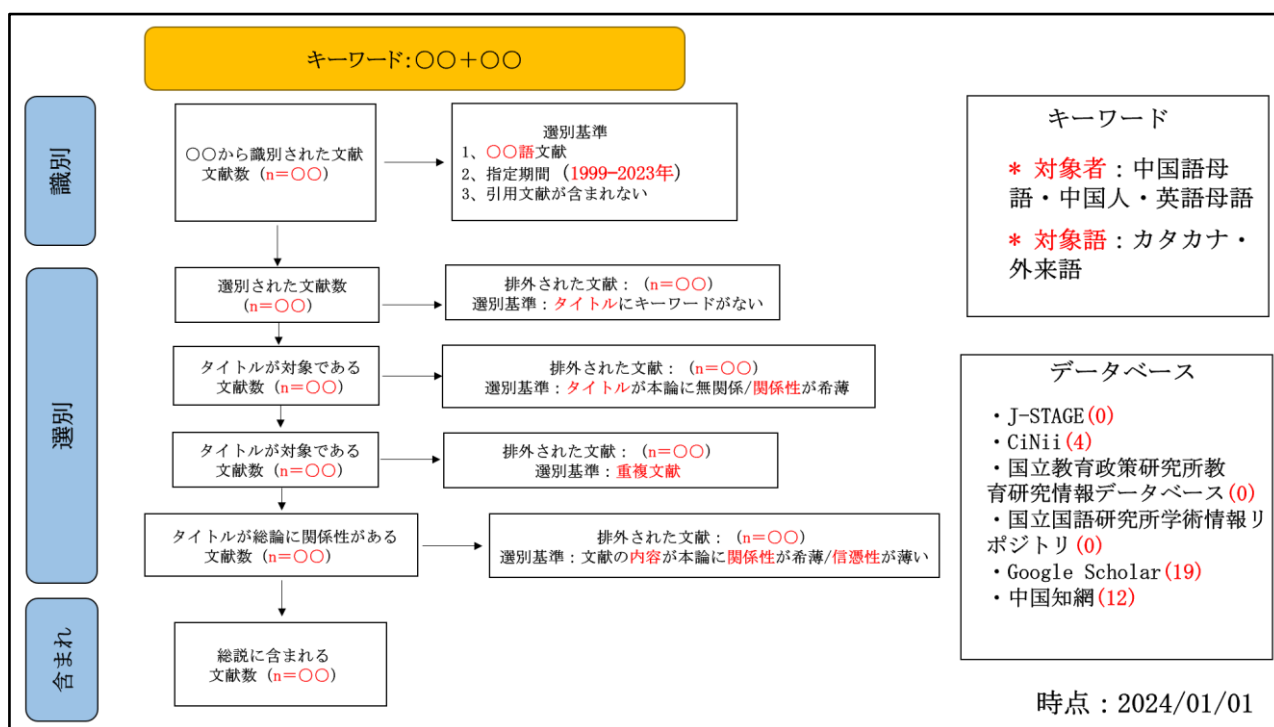 キーワード：〇〇＋〇〇
識別
〇〇から識別された文献
文献数（n＝〇〇）
選別基準
1、〇〇語文献
2、指定期間（1999−2023年）
3、引用文献が含まれない
選別
選別された文献数
（n＝〇〇）
排外された文献：（n＝〇〇）
選別基準：タイトルにキーワードがない
タイトルが対象である
文献数（n＝〇〇）
排外された文献：（n＝〇〇）
選別基準：タイトルが本論に無関係/関係性が希薄
タイトルが対象である
文献数（n＝〇〇）
排外された文献：（n＝〇〇）
選別基準：重複文献
タイトルが総論に関係性がある
文献数（n＝〇〇）
排外された文献：（n＝〇〇）
選別基準：文献の内容が本論に関係性が希薄/信憑性が薄い
含まれ
総説に含まれる
文献数（n＝〇〇）
キーワード
* 対象者：中国語母
語・中国人・英語母語
* 対象語：カタカナ・
外来語
データベース
・J-STAGE(0)
・CiNii(4)
・国立教育政策研究所教
育研究情報データベース(0)
・国立国語研究所学術情報リ
ポジトリ(0)
・Google Scholar(19)
・中国知網(12)
時点：2024/01/01